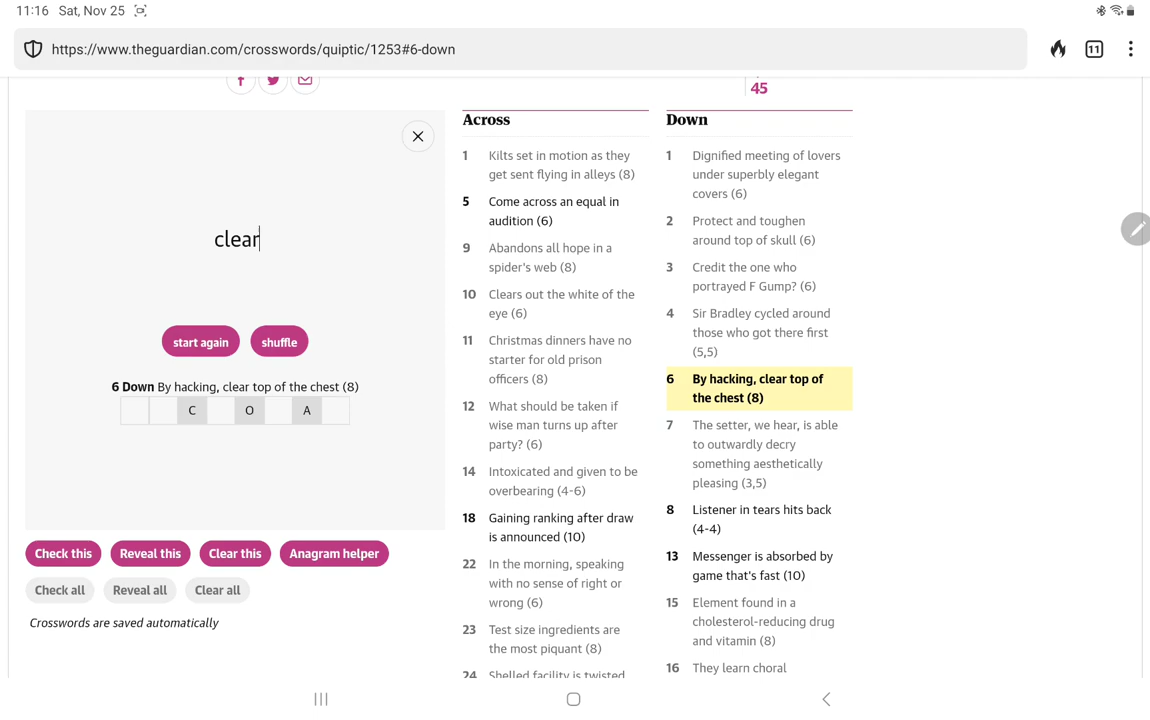 11:16 Sat, Nov 25
https://www.theguardian.com/crosswords/quiptic/1253#6-down
11
45
clear
start again
shuffle
6 Down By hacking, clear top of the chest (8)
C O A
Check this
Reveal this
Clear this
Anagram helper
Check all
Reveal all
Clear all
Crosswords are saved automatically
Across
1 Kilts set in motion as they
get sent flying in alleys (8)
5 Come across an equal in
audition (6)
9 Abandons all hope in a
spider's web (8)
10 Clears out the white of the
eye (6)
11 Christmas dinners have no
starter for old prison
officers (8)
12 What should be taken if
wise man turns up after
party? (6)
14 Intoxicated and given to be
overbearing (4-6)
18 Gaining ranking after draw
is announced (10)
22 In the morning, speaking
with no sense of right or
wrong (6)
23 Test size ingredients are
the most piquant (8)
24 Shelled facility is twisted
Down
1 Dignified meeting of lovers
under superbly elegant
covers (6)
2 Protect and toughen
around top of skull (6)
3 Credit the one who
portrayed F Gump? (6)
4 Sir Bradley cycled around
those who got there first
(5,5)
6 By hacking, clear top of
the chest (8)
7 The setter, we hear, is able
to outwardly decry
something aesthetically
pleasing (3,5)
8 Listener in tears hits back
(4-4)
13 Messenger is absorbed by
game that's fast (10)
15 Element found in a
cholesterol-reducing drug
and vitamin (8)
16 They learn choral